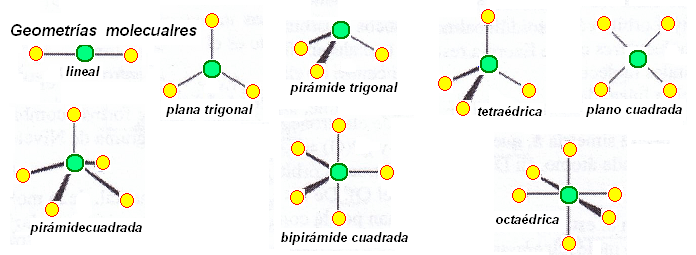 Geometrías molecualres
lineal
plana trigonal
pirámide trigonal
tetraédrica
plano cuadrada
pirámidecuadrada
bipirámide cuadrada
octaédrica